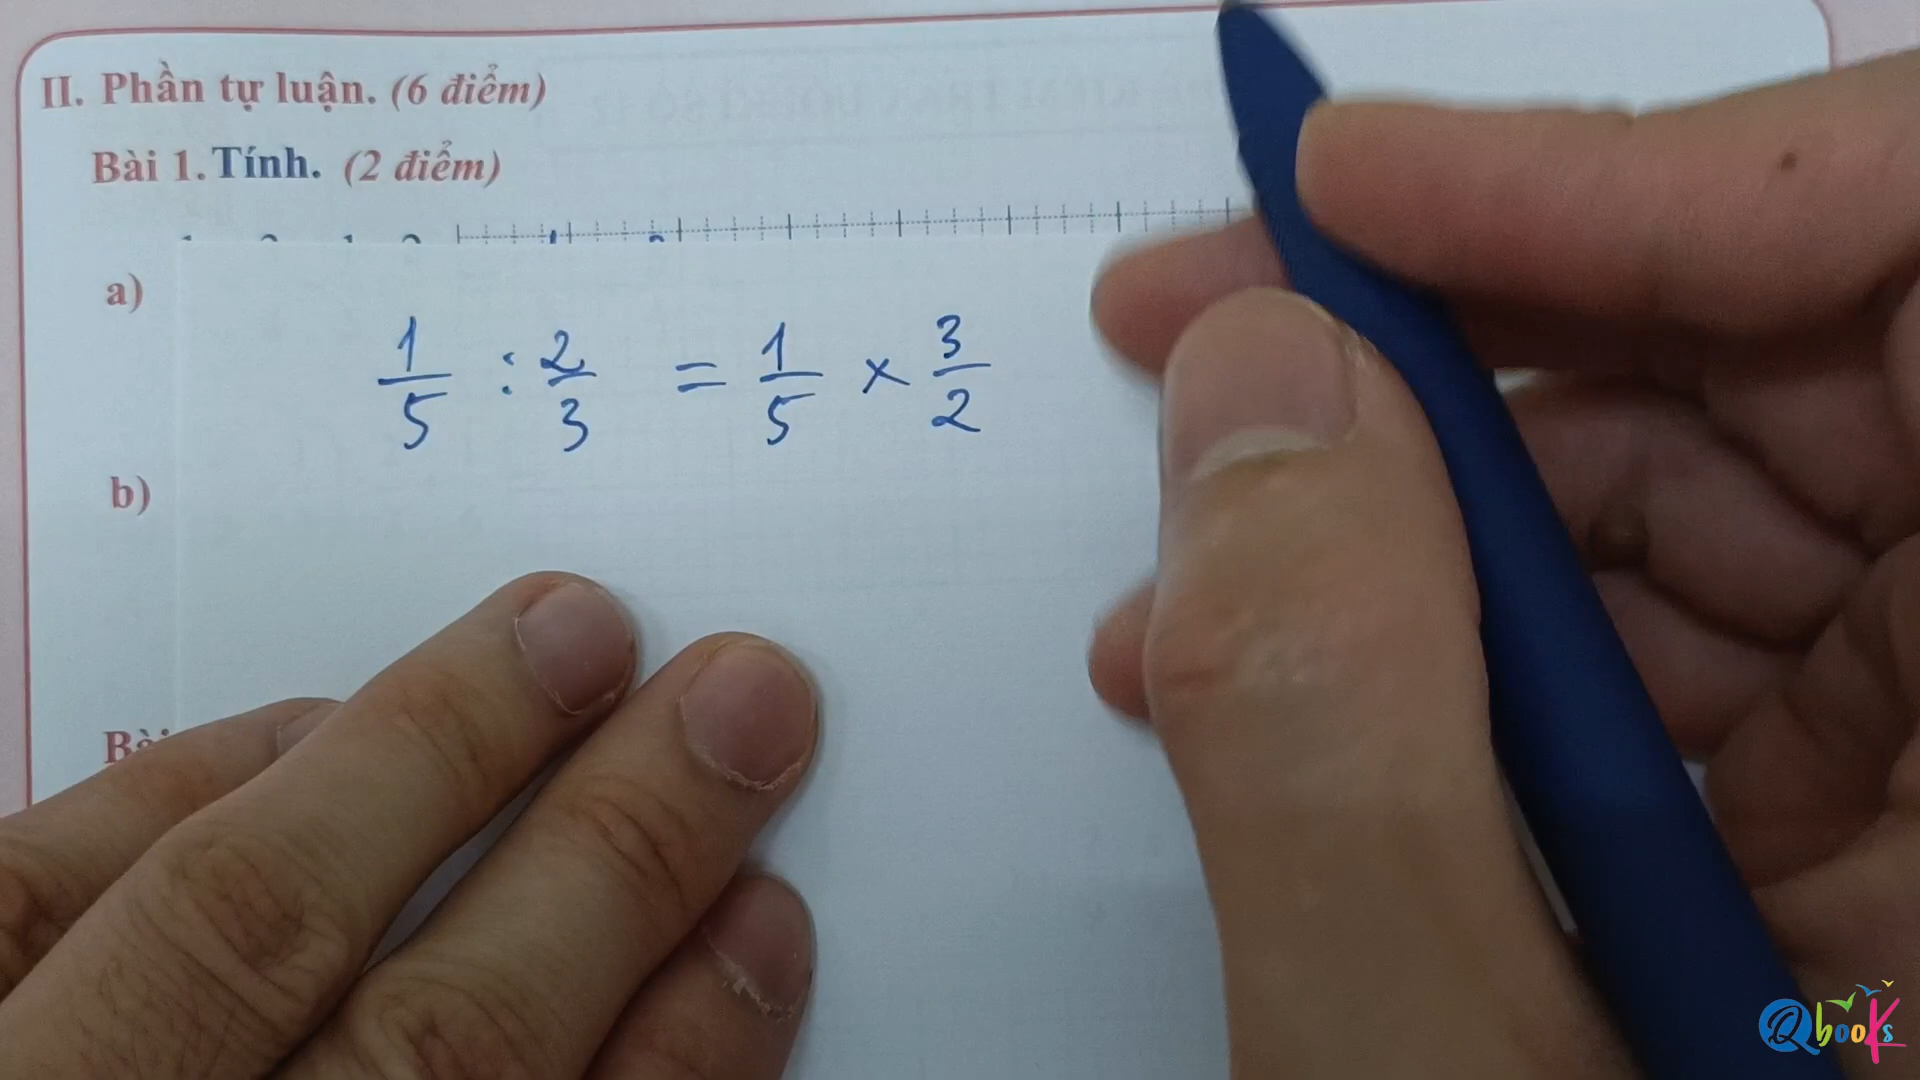 II. Phần tự luận. (6 điểm)
Bài 1. Tính. (2 điểm)
a)
1/5 : 2/3 = 1/5 × 3/2
b)
Bài
Qbooks